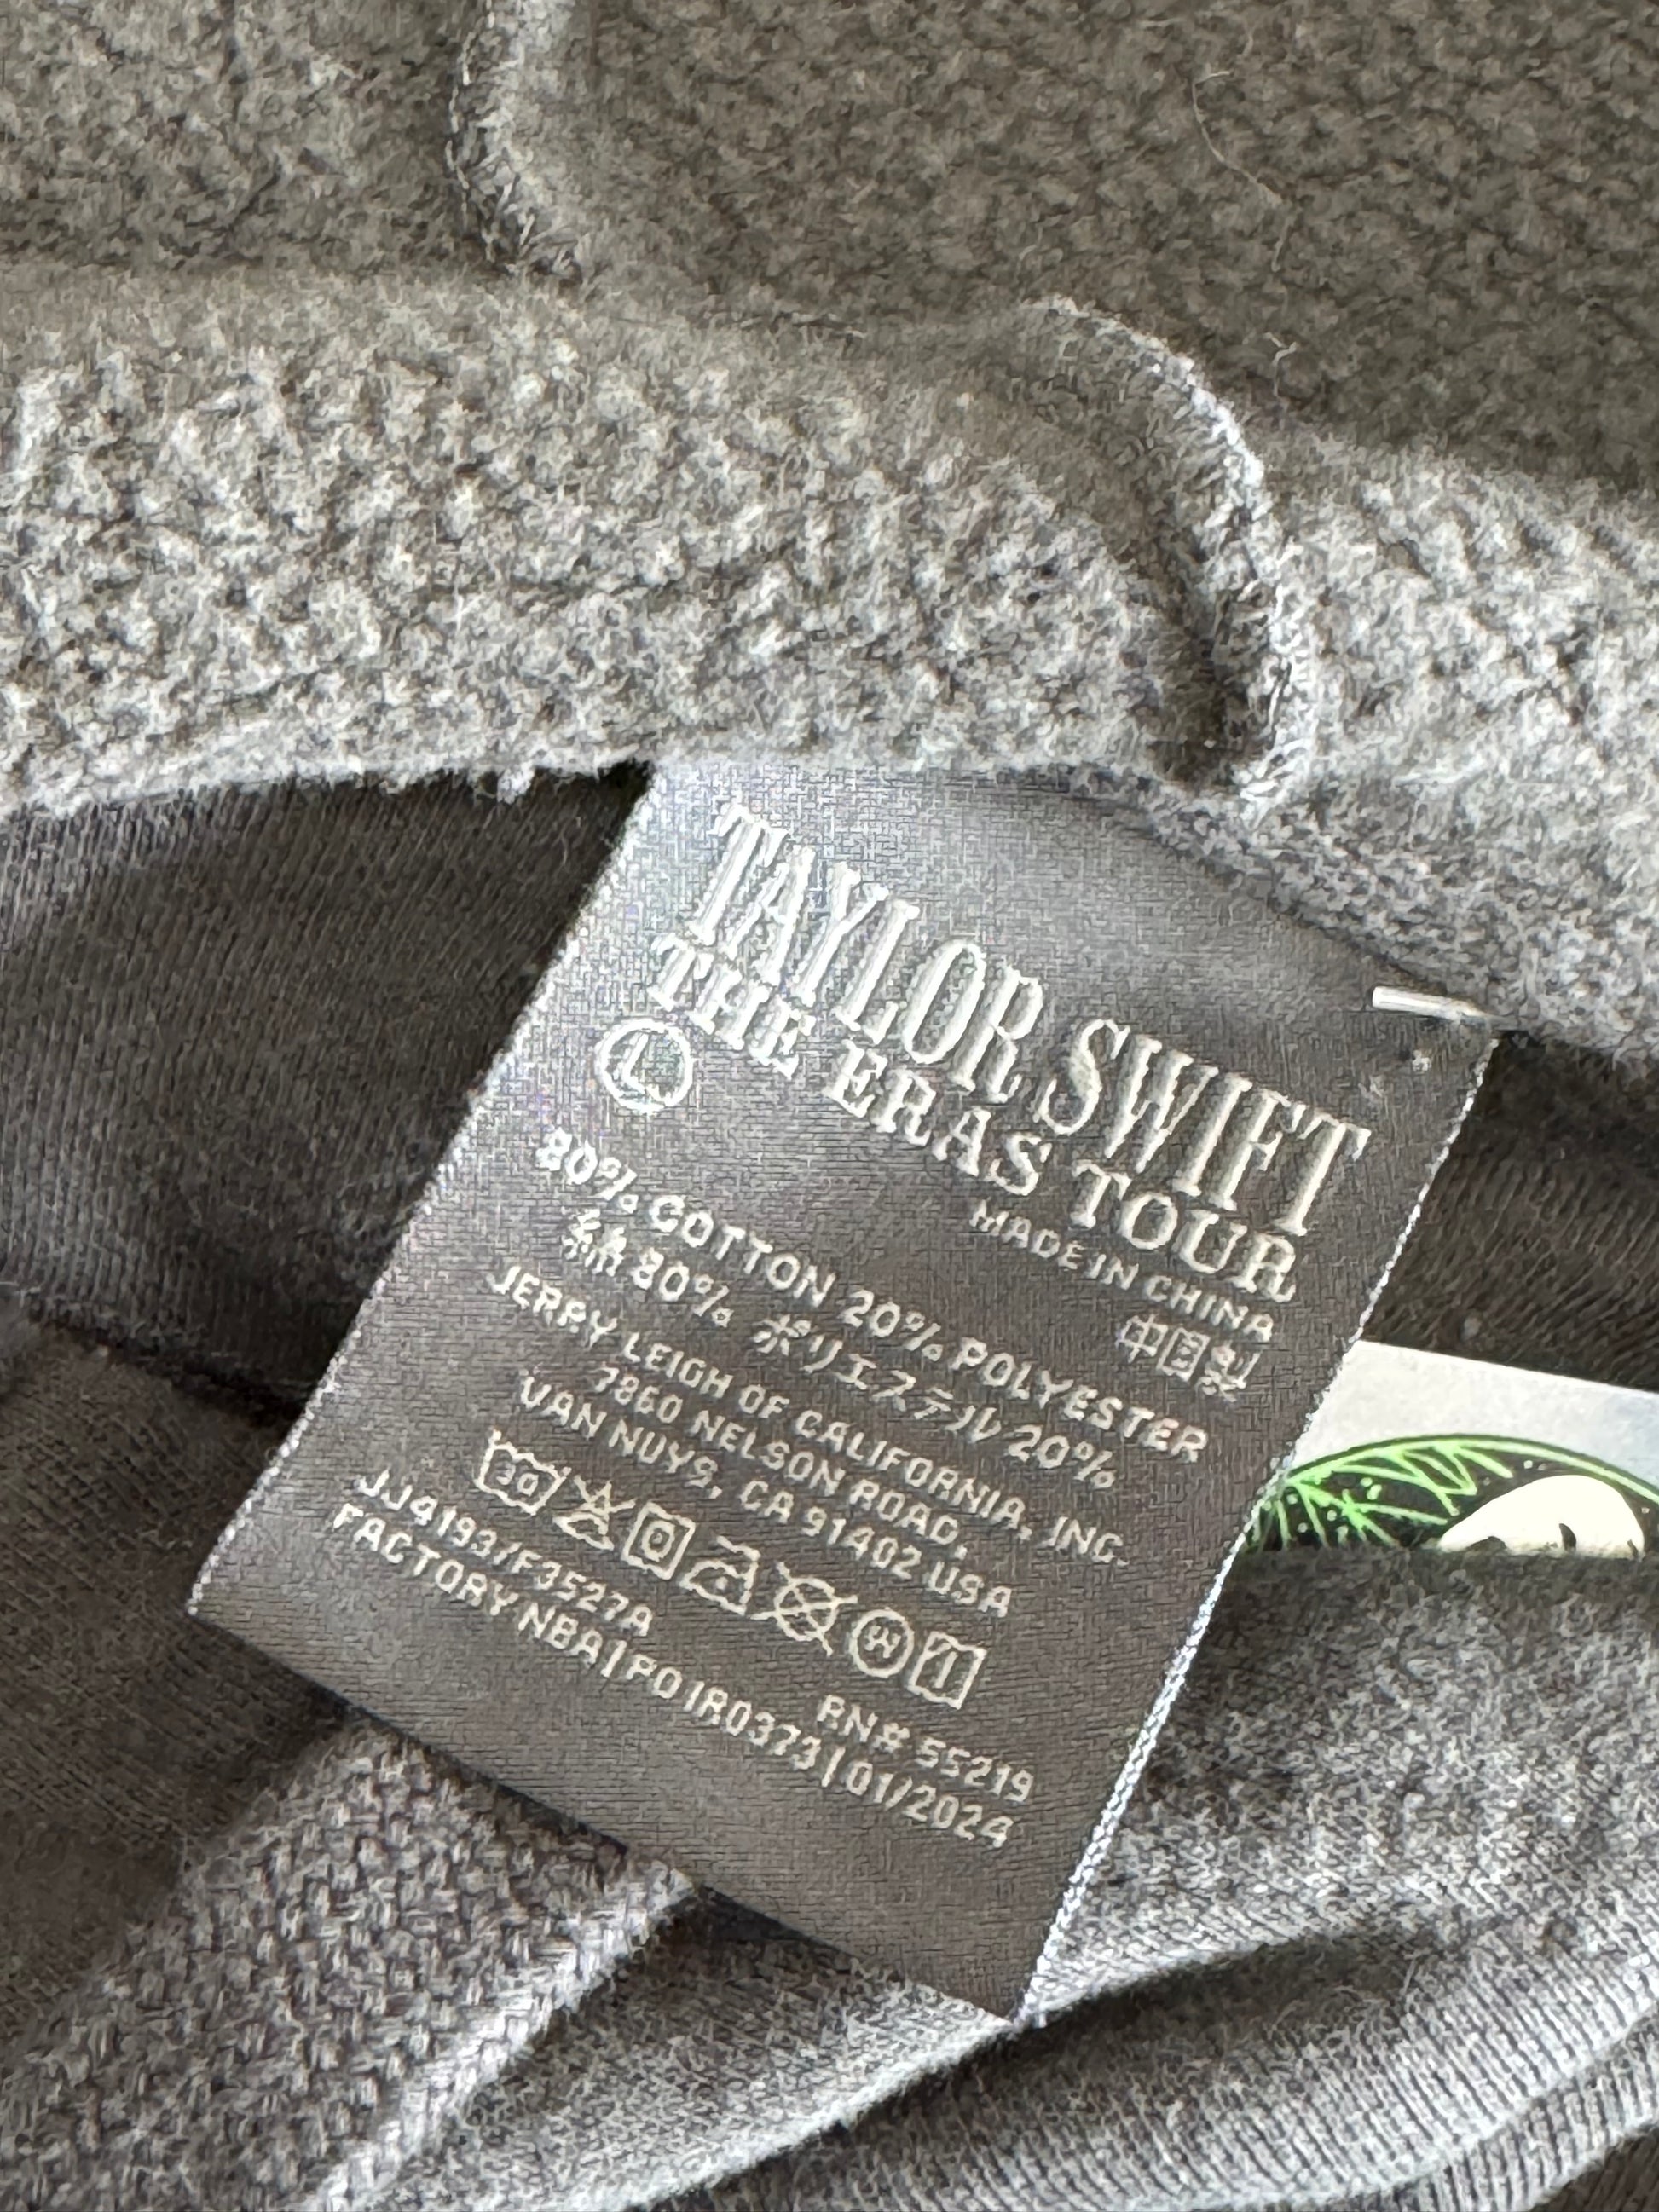 TAYLOR SWIFT
THE ERAS TOUR
L
MADE IN CHINA
中国製
80% COTTON 20% POLYESTER
綿 80% ポリエステル 20%
JERRY LEIGH OF CALIFORNIA, INC.
7860 NELSON ROAD,
VAN NUYS, CA 91402 USA
30
W
JJ4193/F3527A
RN# 55219
FACTORY NBA|PO1R0373|01/2024